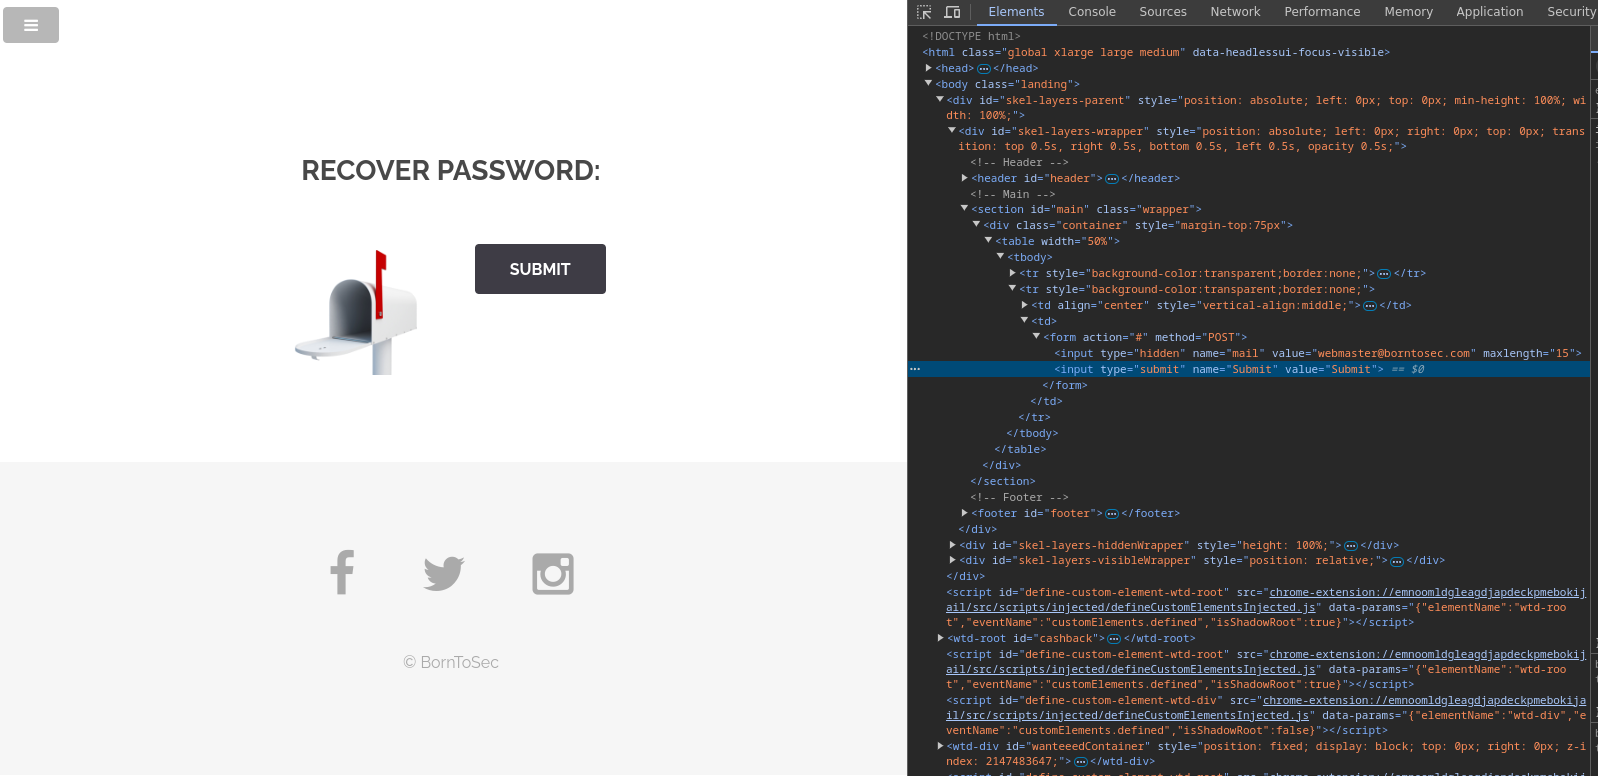 RECOVER PASSWORD:
SUBMIT
© BornToSec
Elements Console Sources Network Performance Memory Application Security
<!DOCTYPE html>
<html class="global xlarge large medium" data-headlessui-focus-visible>
<head> ••• </head>
<body class="landing">
<div id="skel-layers-parent" style="position: absolute; left: 0px; top: 0px; min-height: 100%; wi
dth: 100%;">
<div id="skel-layers-wrapper" style="position: absolute; left: 0px; right: 0px; top: 0px; trans
ition: top 0.5s, right 0.5s, bottom 0.5s, left 0.5s, opacity 0.5s;">
<!-- Header -->
<header id="header"> ••• </header>
<!-- Main -->
<section id="main" class="wrapper">
<div class="container" style="margin-top:75px">
<table width="50%">
<tbody>
<tr style="background-color:transparent;border:none;"> ••• </tr>
<tr style="background-color:transparent;border:none;">
<td align="center" style="vertical-align:middle;"> ••• </td>
<td>
<form action="#" method="POST">
<input type="hidden" name="mail" value="webmaster@borntosec.com" maxlength="15">
••• <input type="submit" name="Submit" value="Submit"> == $0
</form>
</td>
</tr>
</tbody>
</table>
</div>
</section>
<!-- Footer -->
<footer id="footer"> ••• </footer>
</div>
<div id="skel-layers-hiddenWrapper" style="height: 100%;"> ••• </div>
<div id="skel-layers-visibleWrapper" style="position: relative;"> ••• </div>
</div>
<script id="define-custom-element-wtd-root" src="chrome-extension://emnoomldgleagdjapdeckpmebokij
ail/src/scripts/injected/defineCustomElementsInjected.js" data-params="{"elementName":"wtd-roo
t","eventName":"customElements.defined","isShadowRoot":true}"></script>
<wtd-root id="cashback"> ••• </wtd-root>
<script id="define-custom-element-wtd-root" src="chrome-extension://emnoomldgleagdjapdeckpmebokij
ail/src/scripts/injected/defineCustomElementsInjected.js" data-params="{"elementName":"wtd-roo
t","eventName":"customElements.defined","isShadowRoot":true}"></script>
<script id="define-custom-element-wtd-div" src="chrome-extension://emnoomldgleagdjapdeckpmebokija
il/src/scripts/injected/defineCustomElementsInjected.js" data-params="{"elementName":"wtd-div","e
ventName":"customElements.defined","isShadowRoot":false}"></script>
<wtd-div id="wanteeedContainer" style="position: fixed; display: block; top: 0px; right: 0px; z-i
ndex: 2147483647;"> ••• </wtd-div>